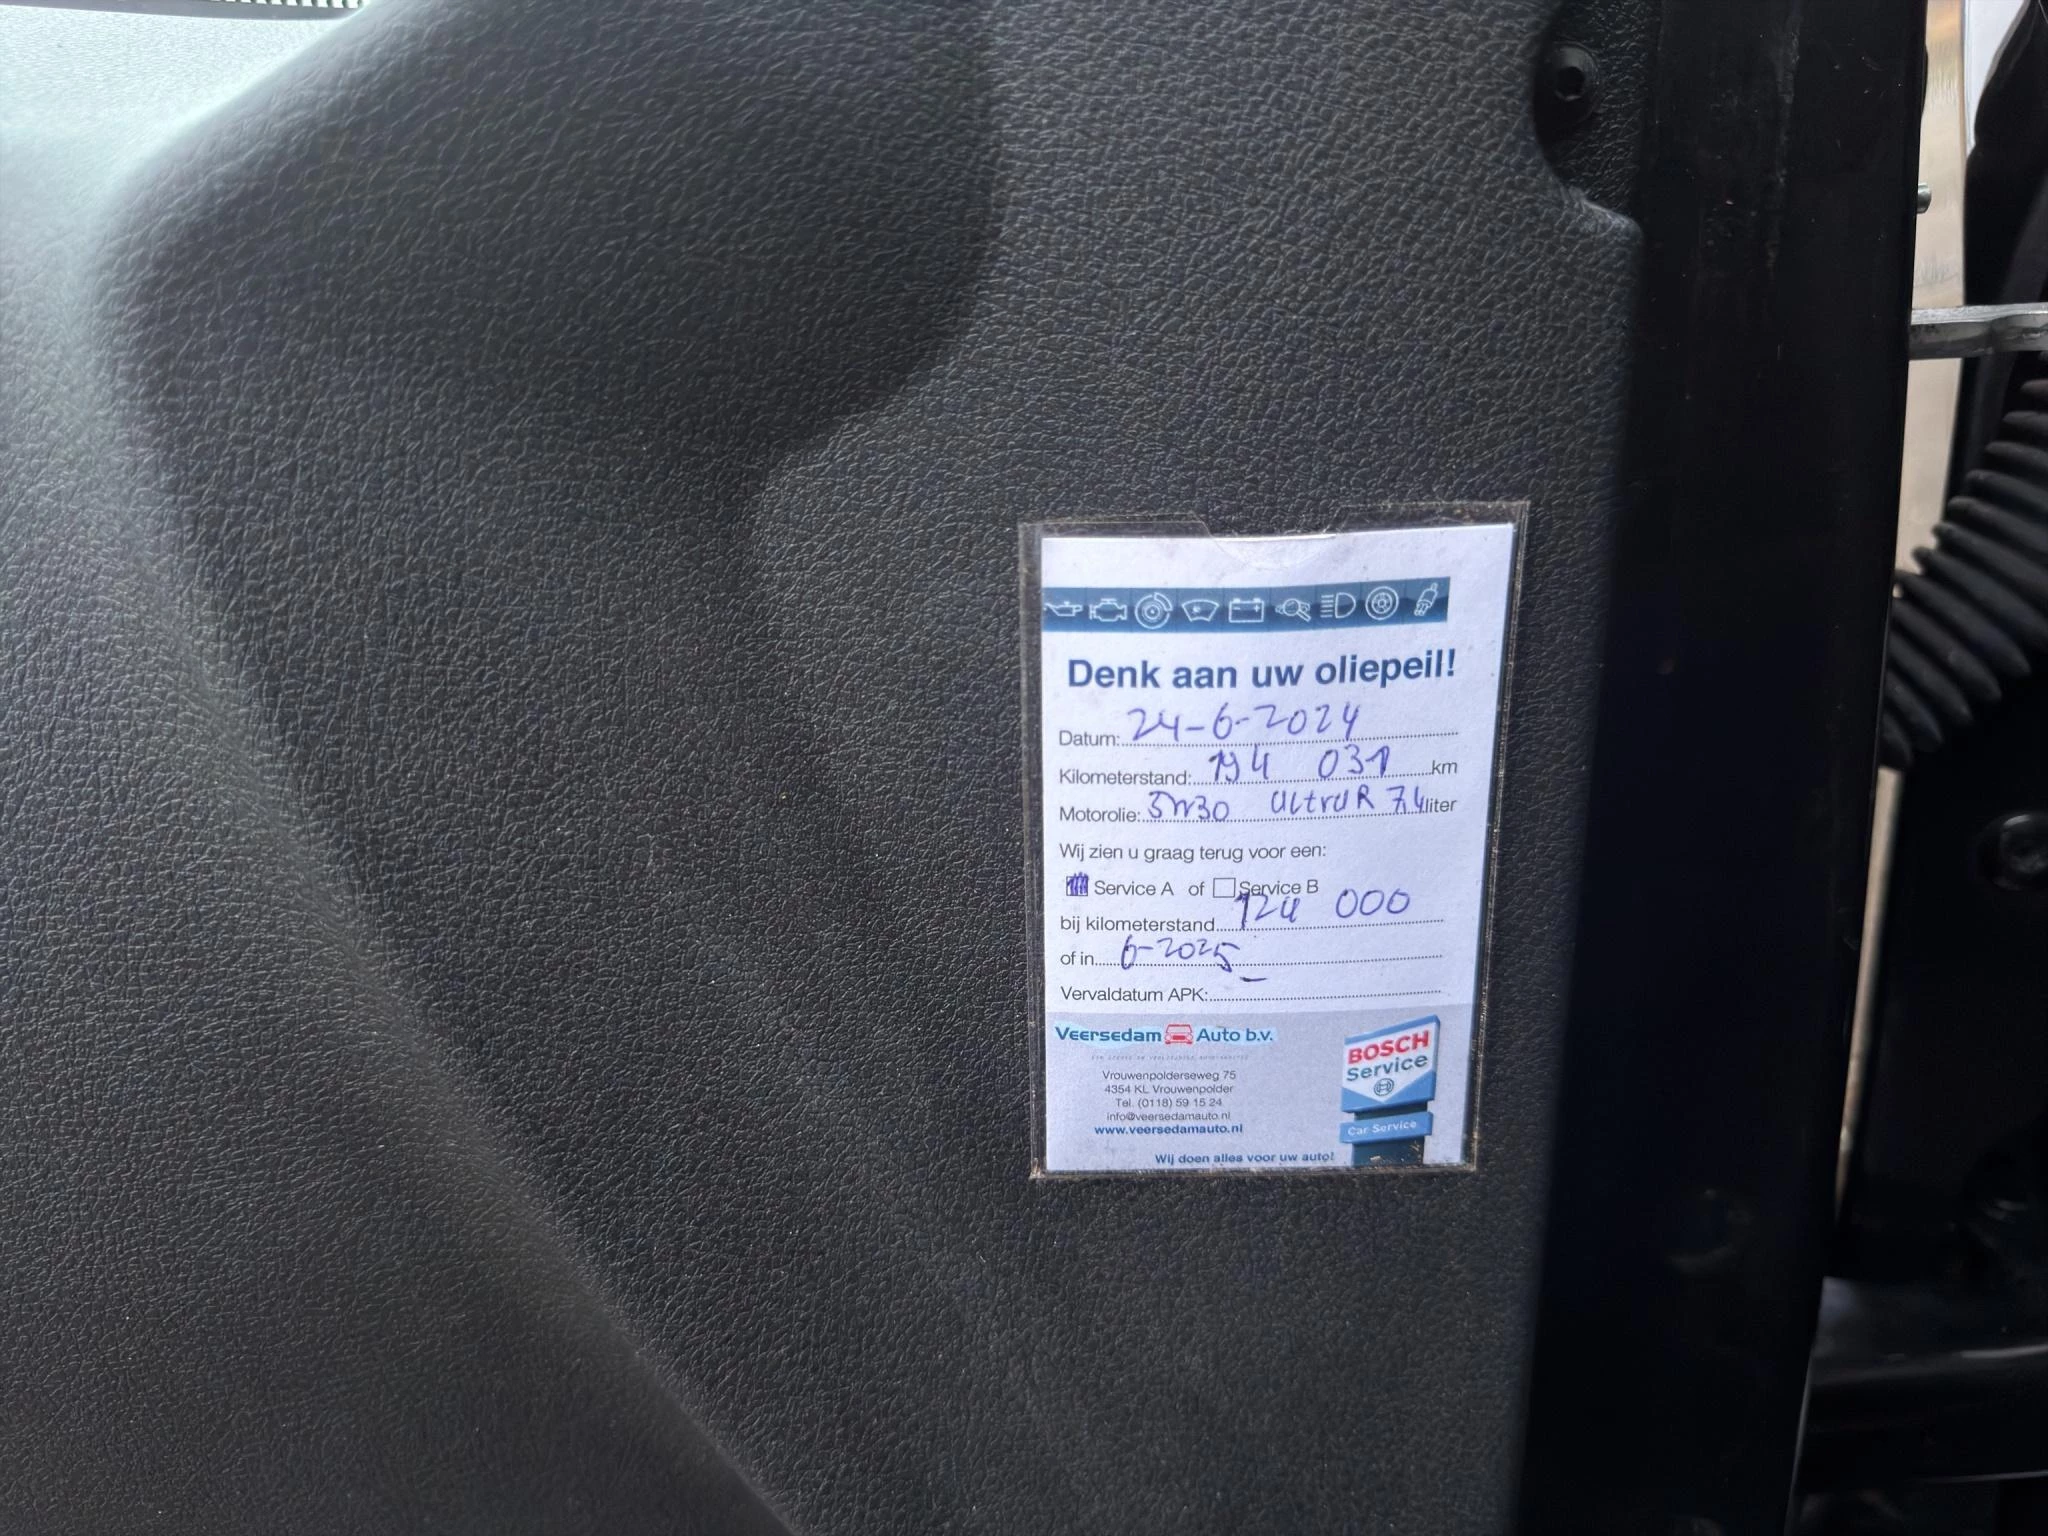 Denk aan uw oliepeil!
Datum: 24-6-2024
Kilometerstand: 194 031 km
Motorolie: 5W30 ultra R 7,4 liter
Wij zien u graag terug voor een:
Service A of Service B
bij kilometerstand 124 000
of in 6-2025
Vervaldatum APK: -
Veersedam Auto b.v.
Vrouwenpolderseweg 75
4354 KL Vrouwenpolder
Tel. (0118) 59 15 24
info@veersedamauto.nl
www.veersedamauto.nl
Wij doen alles voor uw auto!
BOSCH
Service
Car Service